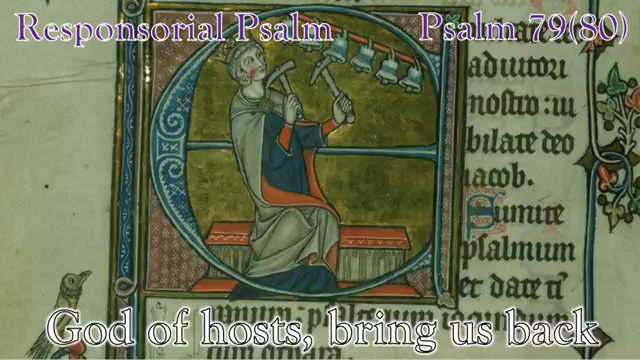 Responsorial Psalm Psalm 79(80)
adiutori
nostro : iu
bilate deo
iacob.
Sumite
psalmum
et date
God of hosts, bring us back